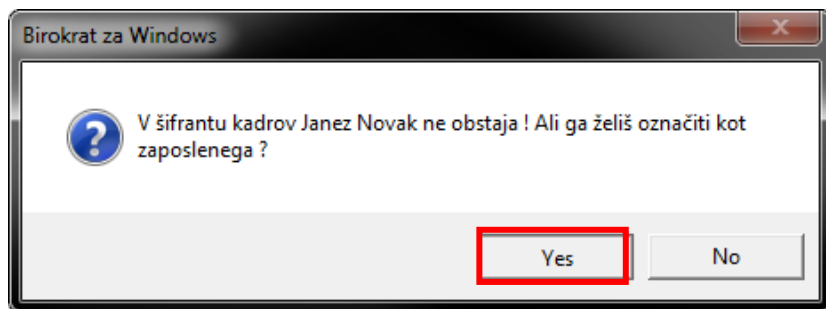 Birokrat za Windows
V šifrantu kadrov Janez Novak ne obstaja ! Ali ga želiš označiti kot
zaposlenega ?
Yes
No